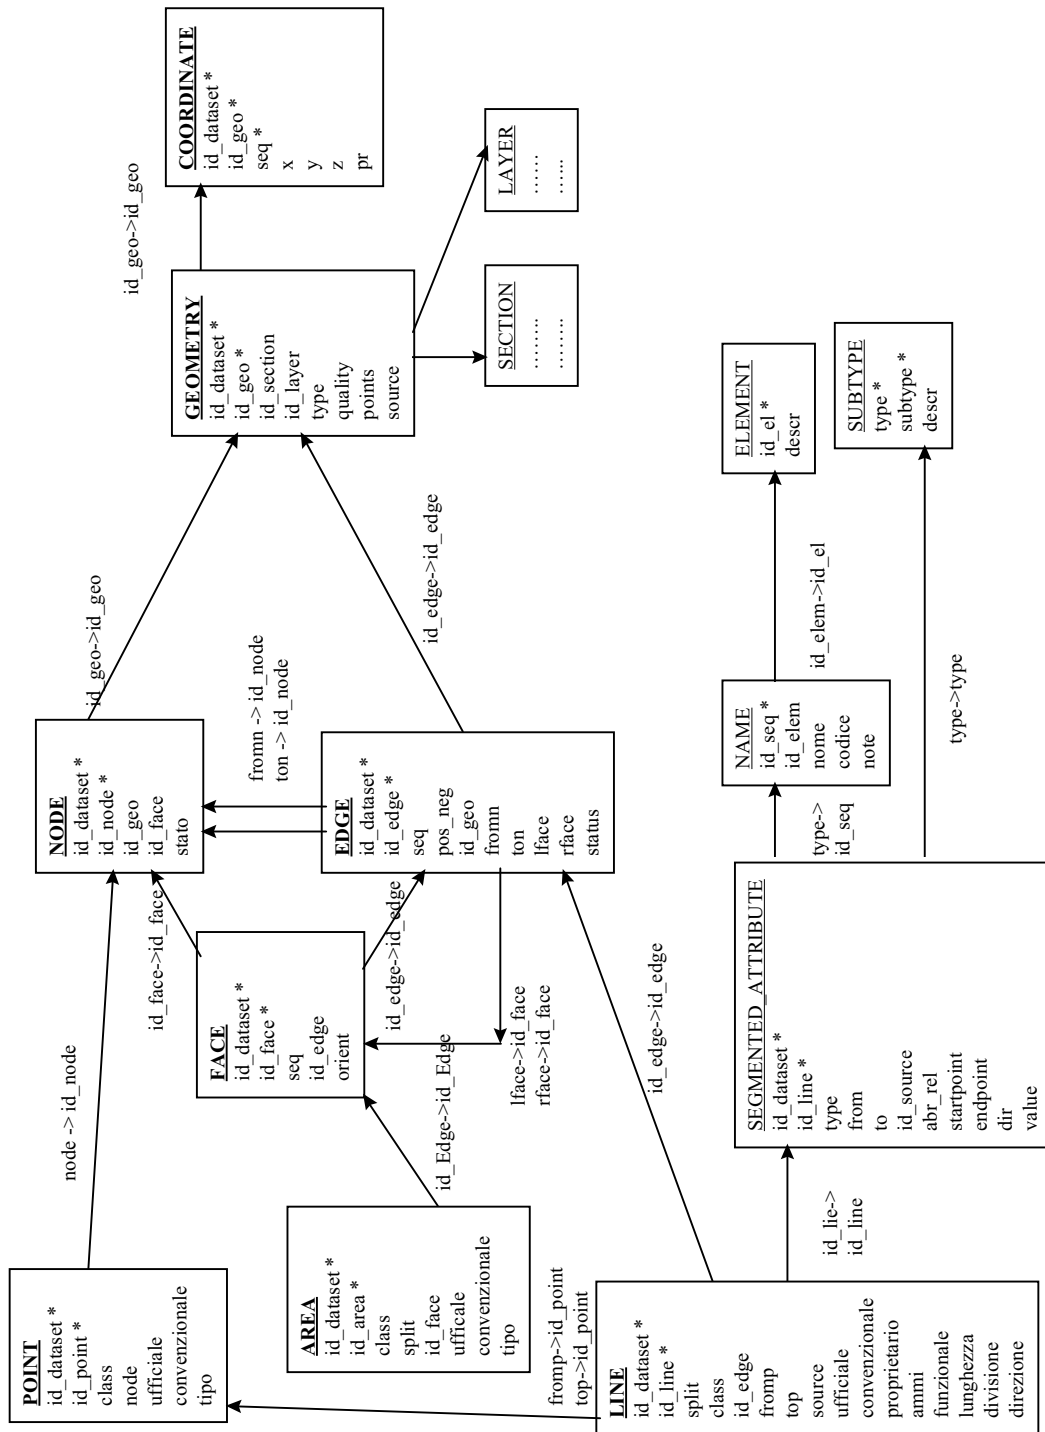 POINT
id_dataset *
id_point *
class
node
ufficiale
convenzionale
tipo
node -> id_node
NODE
id_dataset *
id_node *
id_geo
id_face
stato
id_geo->id_geo
GEOMETRY
id_dataset *
id_geo *
id_section
id_layer
type
quality
points
source
id_geo->id_geo
COORDINATE
id_dataset *
id_geo *
seq *
x
y
z
pr
id_face->id_face
FACE
id_dataset *
id_face *
seq
id_edge
orient
fromn -> id_node
ton -> id_node
EDGE
id_dataset *
id_edge *
seq
pos_neg
id_geo
fromn
ton
lface
rface
status
id_edge->id_edge
id_edge->id_edge
lface->id_face
rface->id_face
AREA
id_dataset *
id_area *
class
split
id_face
ufficale
convenzionale
tipo
id_Edge->id_Edge
SECTION
.........
.........
LAYER
......
......
fromp->id_point
top->id_point
LINE
id_dataset *
id_line *
split
class
id_edge
fromp
top
source
ufficiale
convenzionale
proprietario
ammi
funzionale
lunghezza
divisione
direzione
id_edge->id_edge
id_lie->
id_line
SEGMENTED_ATTRIBUTE
id_dataset *
id_line *
type
from
to
id_source
abr_rel
startpoint
endpoint
dir
value
type->
id_seq
NAME
id_seq *
id_elem
nome
codice
note
id_elem->id_el
ELEMENT
id_el *
descr
type->type
SUBTYPE
type *
subtype *
descr